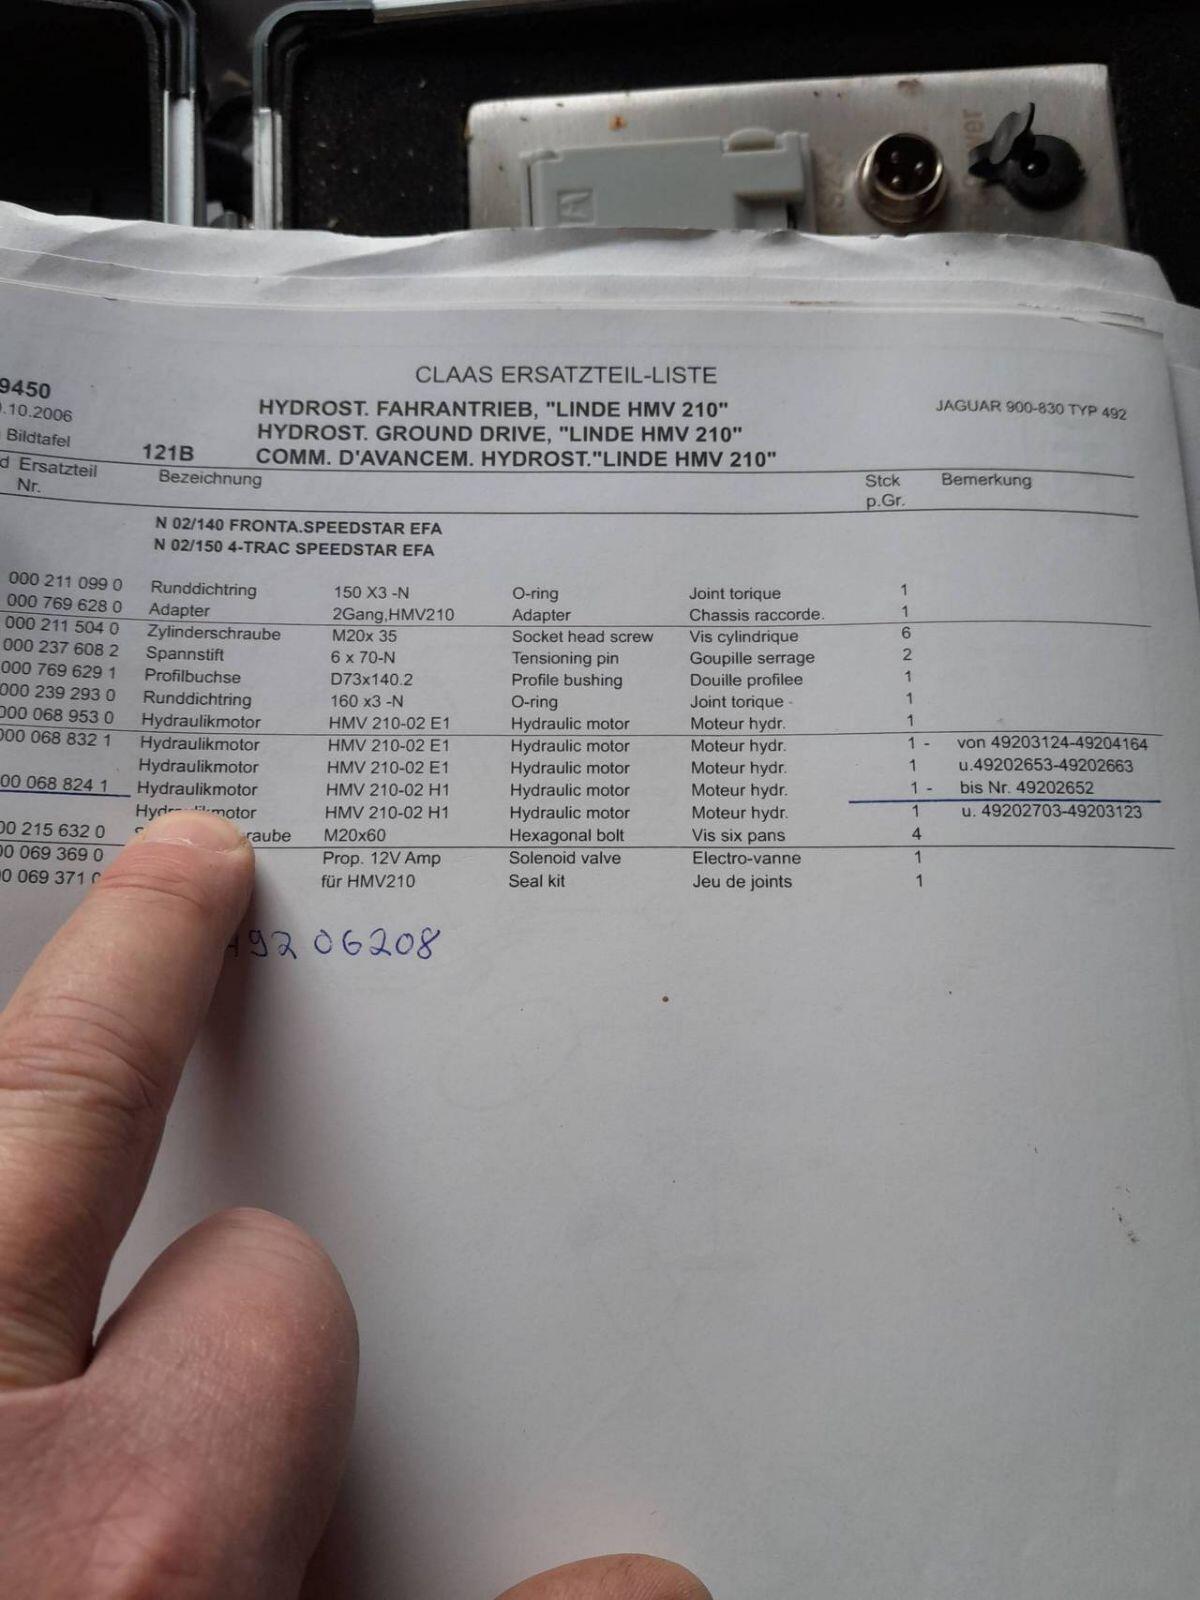 CLAAS ERSATZTEIL-LISTE
9450
.10.2006
HYDROST. FAHRANTRIEB, "LINDE HMV 210"
JAGUAR 900-830 TYP 492
HYDROST. GROUND DRIVE, "LINDE HMV 210"
Bildtafel
121B COMM. D'AVANCEM. HYDROST."LINDE HMV 210"
d Ersatzteil Bezeichnung Stck Bemerkung
Nr. p.Gr.
N 02/140 FRONTA.SPEEDSTAR EFA
N 02/150 4-TRAC SPEEDSTAR EFA
000 211 099 0 Runddichtring 150 X3 -N O-ring Joint torique 1
000 769 628 0 Adapter 2Gang,HMV210 Adapter Chassis raccorde. 1
000 211 504 0 Zylinderschraube M20x 35 Socket head screw Vis cylindrique 6
000 237 608 2 Spannstift 6 x 70-N Tensioning pin Goupille serrage 2
000 769 629 1 Profilbuchse D73x140.2 Profile bushing Douille profilee 1
000 239 293 0 Runddichtring 160 x3 -N O-ring Joint torique - 1
000 068 953 0 Hydraulikmotor HMV 210-02 E1 Hydraulic motor Moteur hydr. 1
000 068 832 1 Hydraulikmotor HMV 210-02 E1 Hydraulic motor Moteur hydr. 1 - von 49203124-49204164
Hydraulikmotor HMV 210-02 E1 Hydraulic motor Moteur hydr. 1 u.49202653-49202663
00 068 824 1 Hydraulikmotor HMV 210-02 H1 Hydraulic motor Moteur hydr. 1 - bis Nr. 49202652
Hydraulikmotor HMV 210-02 H1 Hydraulic motor Moteur hydr. 1 u. 49202703-49203123
00 215 632 0 raube M20x60 Hexagonal bolt Vis six pans 4
00 069 369 0 Prop. 12V Amp Solenoid valve Electro-vanne 1
0 069 371 0 für HMV210 Seal kit Jeu de joints 1
49206208